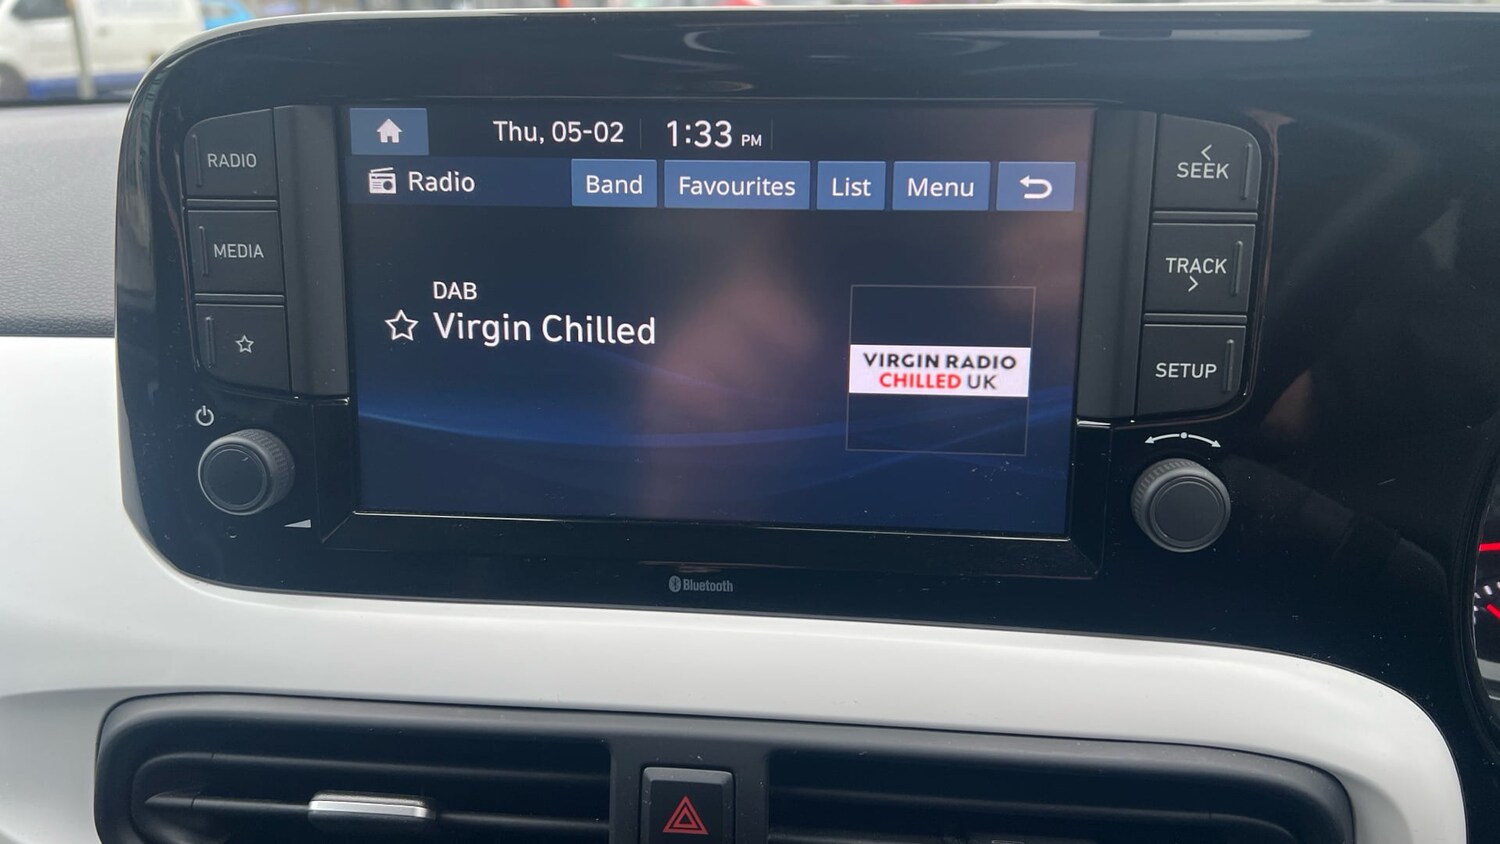 Thu, 05-02 1:33 PM
Radio Band Favourites List Menu
DAB
Virgin Chilled
VIRGIN RADIO
CHILLED UK
RADIO
MEDIA
SEEK
TRACK
SETUP
Bluetooth